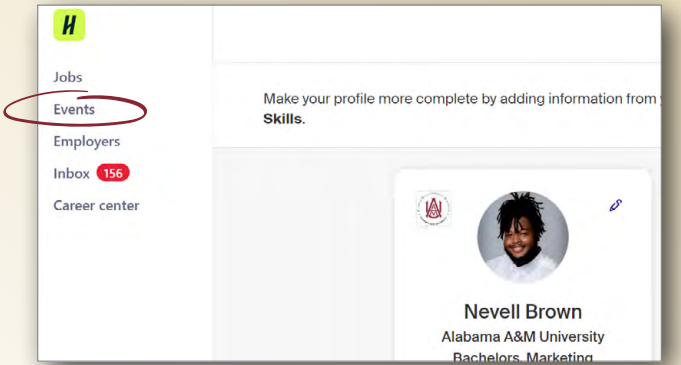 H
Jobs
Events
Employers
Inbox 156
Career center
Make your profile more complete by adding information from
Skills.
Nevell Brown
Alabama A&M University
Bachelors, Marketing